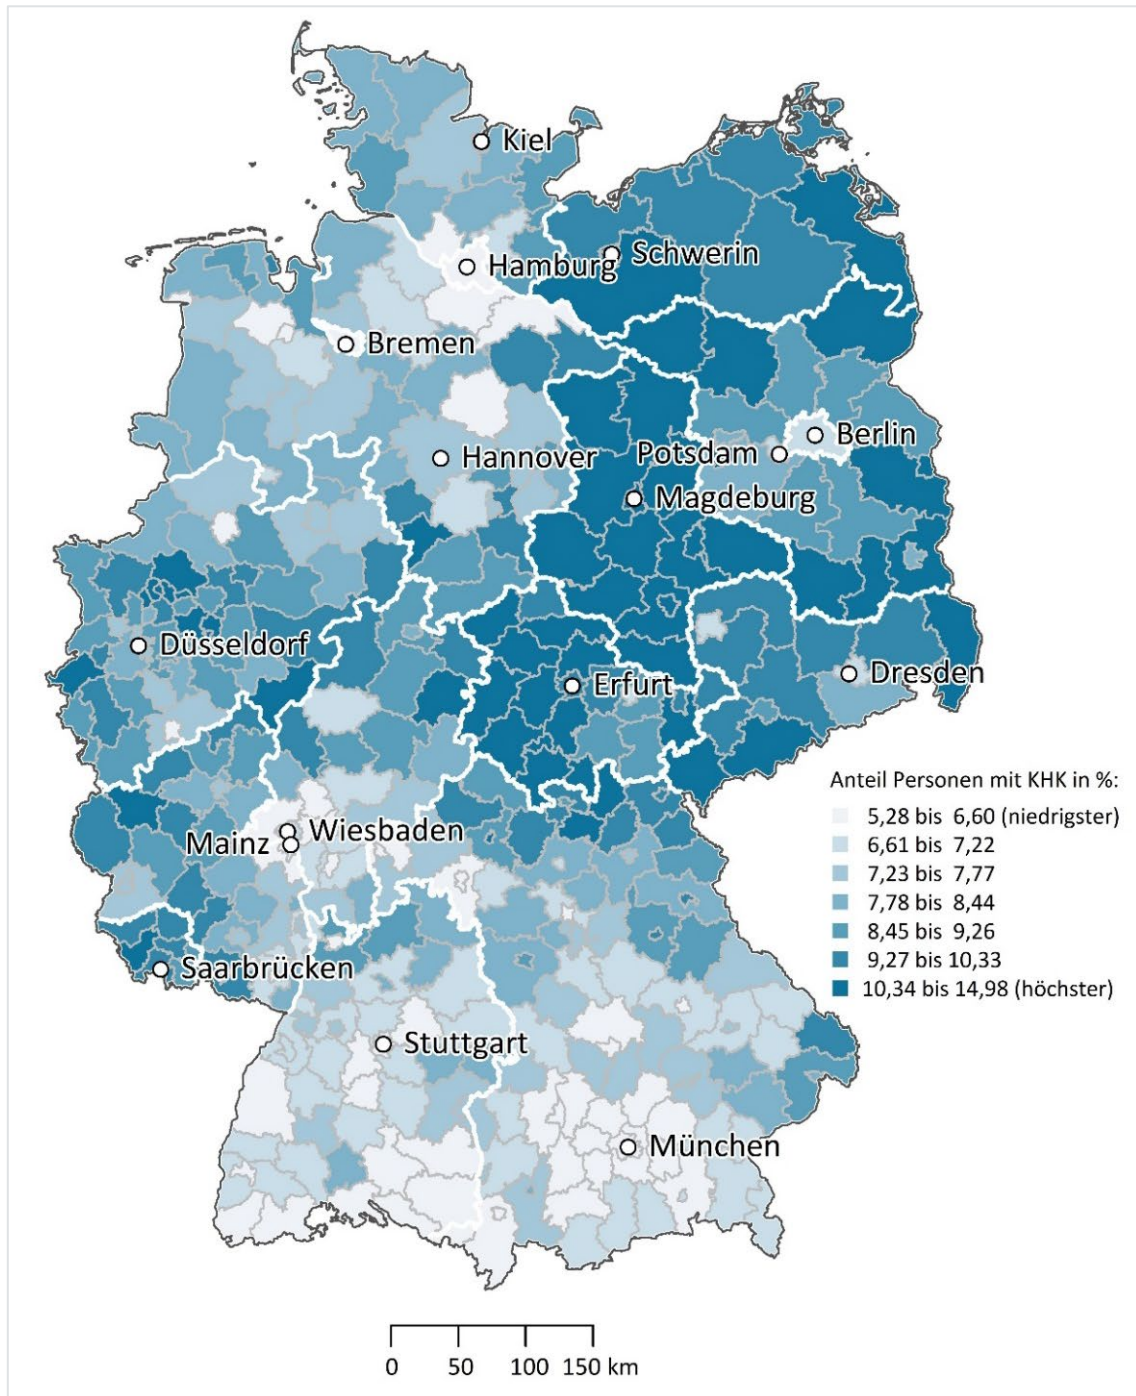 Kiel
Schwerin
Hamburg
Bremen
Berlin
Hannover
Potsdam
Magdeburg
Düsseldorf
Erfurt
Dresden
Wiesbaden
Mainz
Saarbrücken
Stuttgart
München
Anteil Personen mit KHK in %:
5,28 bis 6,60 (niedrigster)
6,61 bis 7,22
7,23 bis 7,77
7,78 bis 8,44
8,45 bis 9,26
9,27 bis 10,33
10,34 bis 14,98 (höchster)
0 50 100 150 km